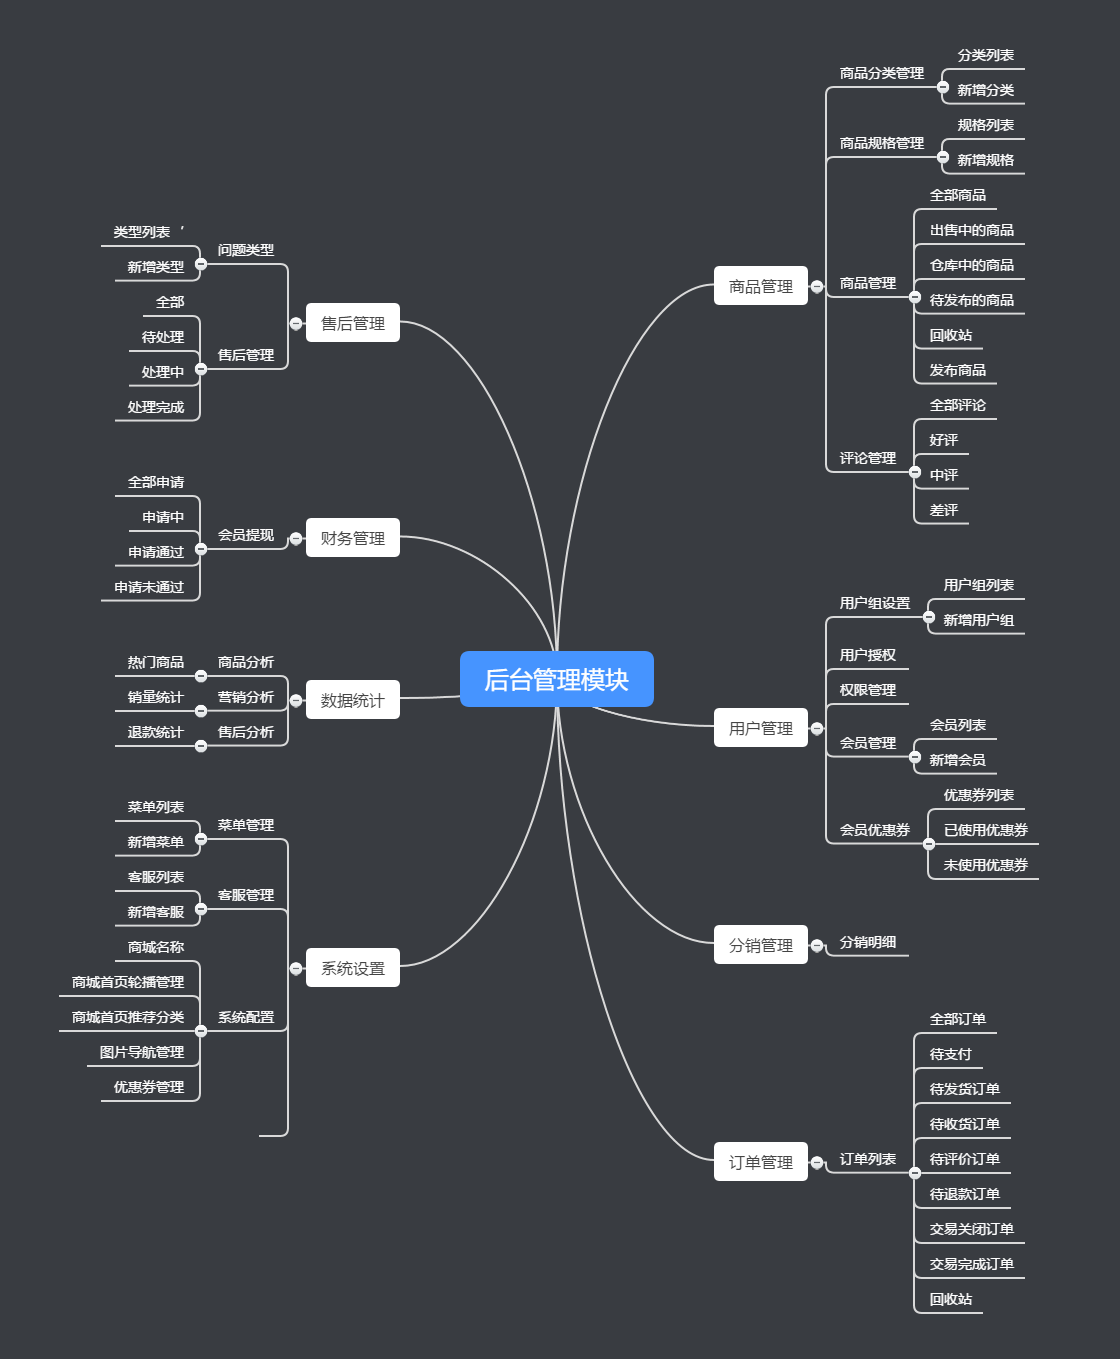 后台管理模块
商品管理
商品分类管理
分类列表
新增分类
商品规格管理
规格列表
新增规格
商品管理
全部商品
出售中的商品
仓库中的商品
待发布的商品
回收站
发布商品
评论管理
全部评论
好评
中评
差评
用户管理
用户组设置
用户组列表
新增用户组
用户授权
权限管理
会员管理
会员列表
新增会员
会员优惠券
优惠券列表
已使用优惠券
未使用优惠券
分销管理
分销明细
订单管理
订单列表
全部订单
待支付
待发货订单
待收货订单
待评价订单
待退款订单
交易关闭订单
交易完成订单
回收站
售后管理
问题类型
类型列表
新增类型
售后管理
全部
待处理
处理中
处理完成
财务管理
会员提现
全部申请
申请中
申请通过
申请未通过
数据统计
商品分析
热门商品
营销分析
销量统计
售后分析
退款统计
系统设置
菜单管理
菜单列表
新增菜单
客服管理
客服列表
新增客服
系统配置
商城名称
商城首页轮播管理
商城首页推荐分类
图片导航管理
优惠券管理